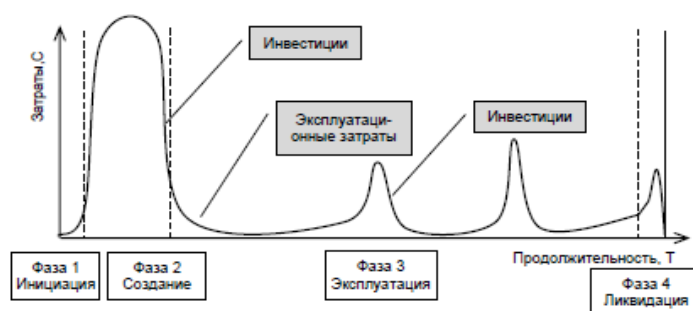 Затраты,С
Инвестиции
Эксплуатаци-
онные затраты
Инвестиции
Продолжительность, Т
Фаза 1
Инициация
Фаза 2
Создание
Фаза 3
Эксплуатация
Фаза 4
Ликвидация